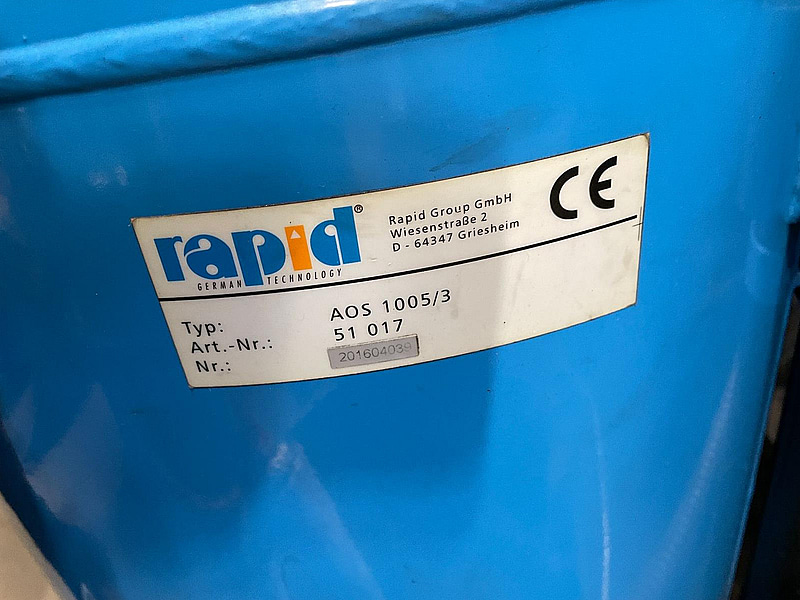 rapid®
GERMAN TECHNOLOGY
Rapid Group GmbH
Wiesenstraße 2
D - 64347 Griesheim
CE
Typ: AOS 1005/3
Art.-Nr.: 51 017
Nr.: 201604039